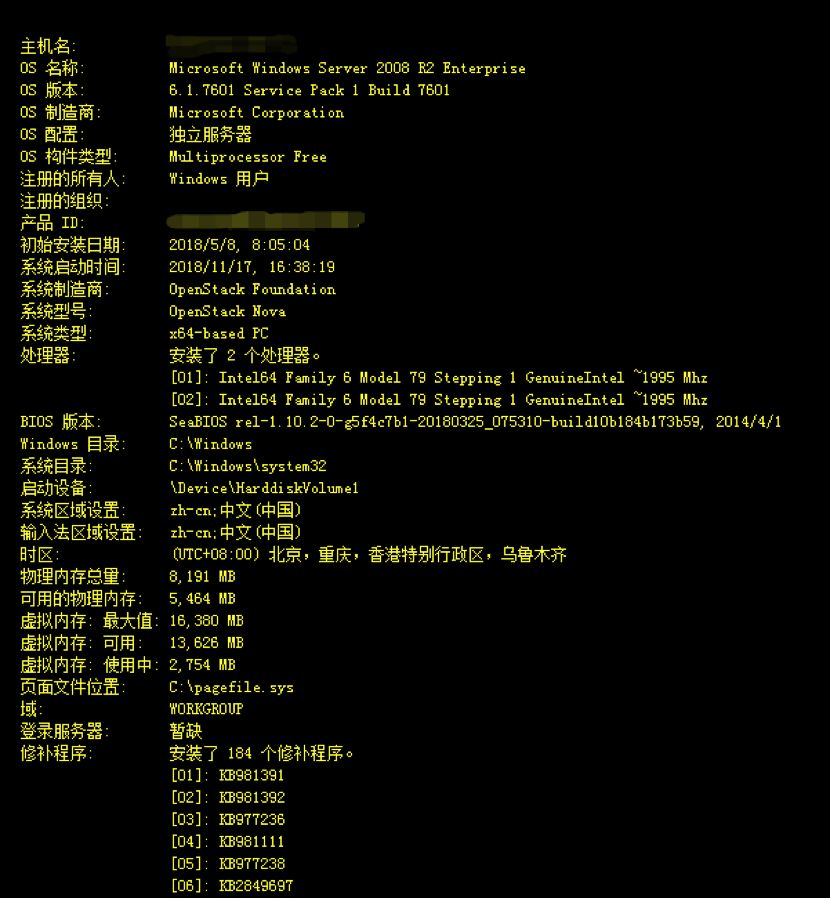 主机名:
OS 名称: Microsoft Windows Server 2008 R2 Enterprise
OS 版本: 6.1.7601 Service Pack 1 Build 7601
OS 制造商: Microsoft Corporation
OS 配置: 独立服务器
OS 构件类型: Multiprocessor Free
注册的所有人: Windows 用户
注册的组织:
产品 ID:
初始安装日期: 2018/5/8, 8:05:04
系统启动时间: 2018/11/17, 16:38:19
系统制造商: OpenStack Foundation
系统型号: OpenStack Nova
系统类型: x64-based PC
处理器: 安装了 2 个处理器。
[01]: Intel64 Family 6 Model 79 Stepping 1 GenuineIntel ~1995 Mhz
[02]: Intel64 Family 6 Model 79 Stepping 1 GenuineIntel ~1995 Mhz
BIOS 版本: SeaBIOS rel-1.10.2-0-g5f4c7b1-20180325_075310-build10b184b173b59, 2014/4/1
Windows 目录: C:\Windows
系统目录: C:\Windows\system32
启动设备: \Device\HarddiskVolume1
系统区域设置: zh-cn;中文(中国)
输入法区域设置: zh-cn;中文(中国)
时区: (UTC+08:00) 北京，重庆，香港特别行政区，乌鲁木齐
物理内存总量: 8,191 MB
可用的物理内存: 5,464 MB
虚拟内存: 最大值: 16,380 MB
虚拟内存: 可用: 13,626 MB
虚拟内存: 使用中: 2,754 MB
页面文件位置: C:\pagefile.sys
域: WORKGROUP
登录服务器: 暂缺
修补程序: 安装了 184 个修补程序。
[01]: KB981391
[02]: KB981392
[03]: KB977236
[04]: KB981111
[05]: KB977238
[06]: KB2849697